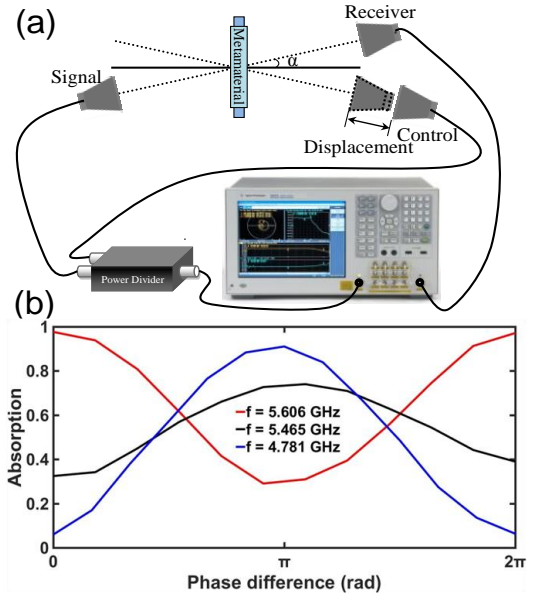 (a)
Receiver
Metamaterial
α
Signal
Displacement
Control
Power Divider
(b)
1
0.8
0.6
0.4
0.2
0
Absorption
f = 5.606 GHz
f = 5.465 GHz
f = 4.781 GHz
0
π
2π
Phase difference (rad)